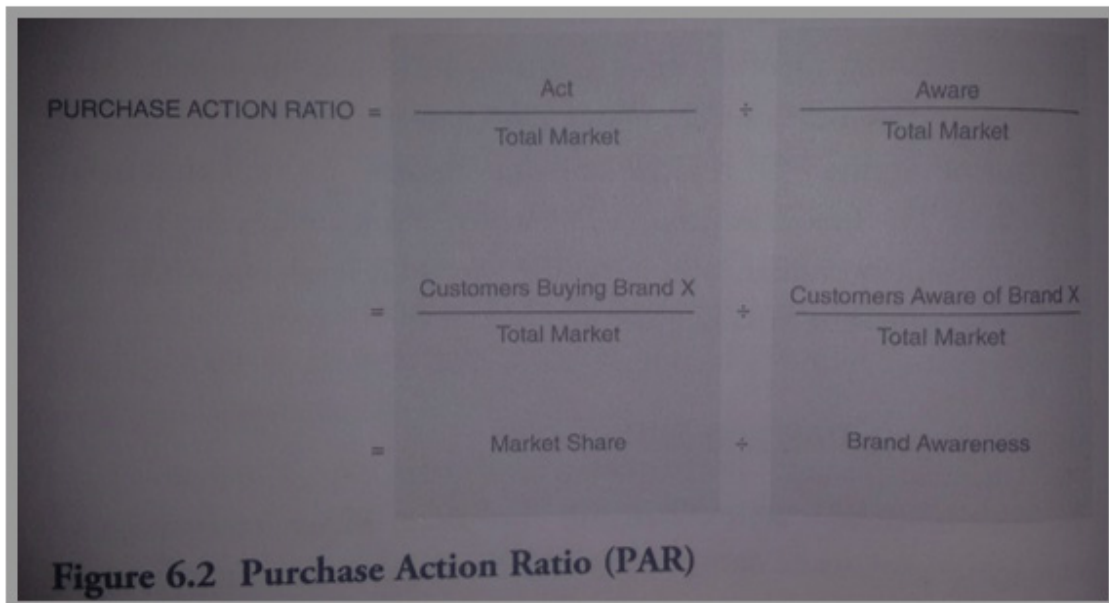 Act Aware
PURCHASE ACTION RATIO = ÷
Total Market Total Market
Customers Buying Brand X Customers Aware of Brand X
= ÷
Total Market Total Market
= Market Share ÷ Brand Awareness
Figure 6.2 Purchase Action Ratio (PAR)